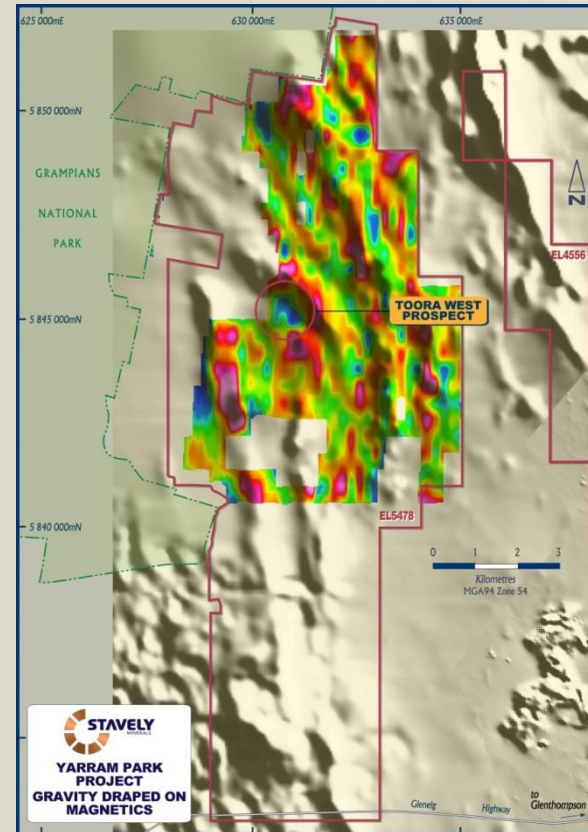 625 000mE
630 000mE
635 000mE
5 850 000mN
GRAMPIANS
NATIONAL
PARK
N
EL4556
5 845 000mN
TOORA WEST
PROSPECT
5 840 000mN
EL5478
0 1 2 3
Kilometres
MGA94 Zone 54
STAVELY
MINERALS
YARRAM PARK
PROJECT
GRAVITY DRAPED ON
MAGNETICS
Glenelg Highway
to
Glenthompson